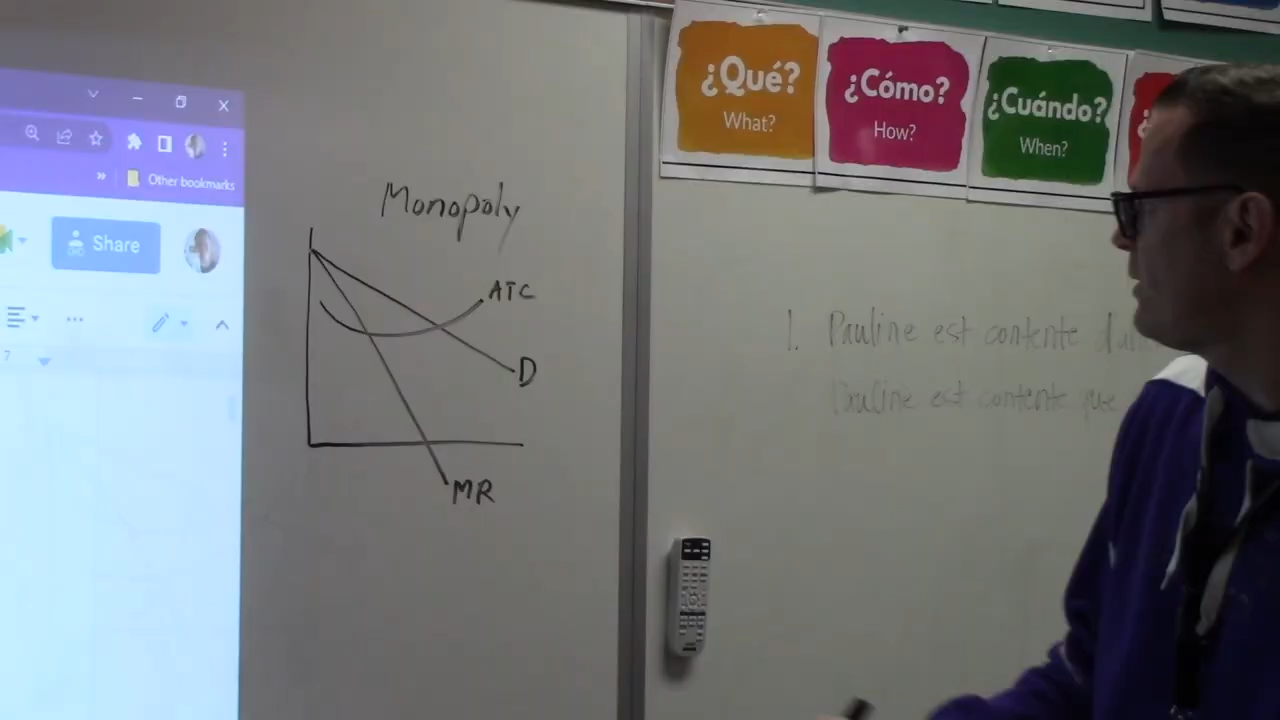 Other bookmarks
Share
7
Monopoly
ATC
D
MR
¿Qué?
What?
¿Cómo?
How?
¿Cuándo?
When?
¿
1. Pauline est contente
Pauline est contente que